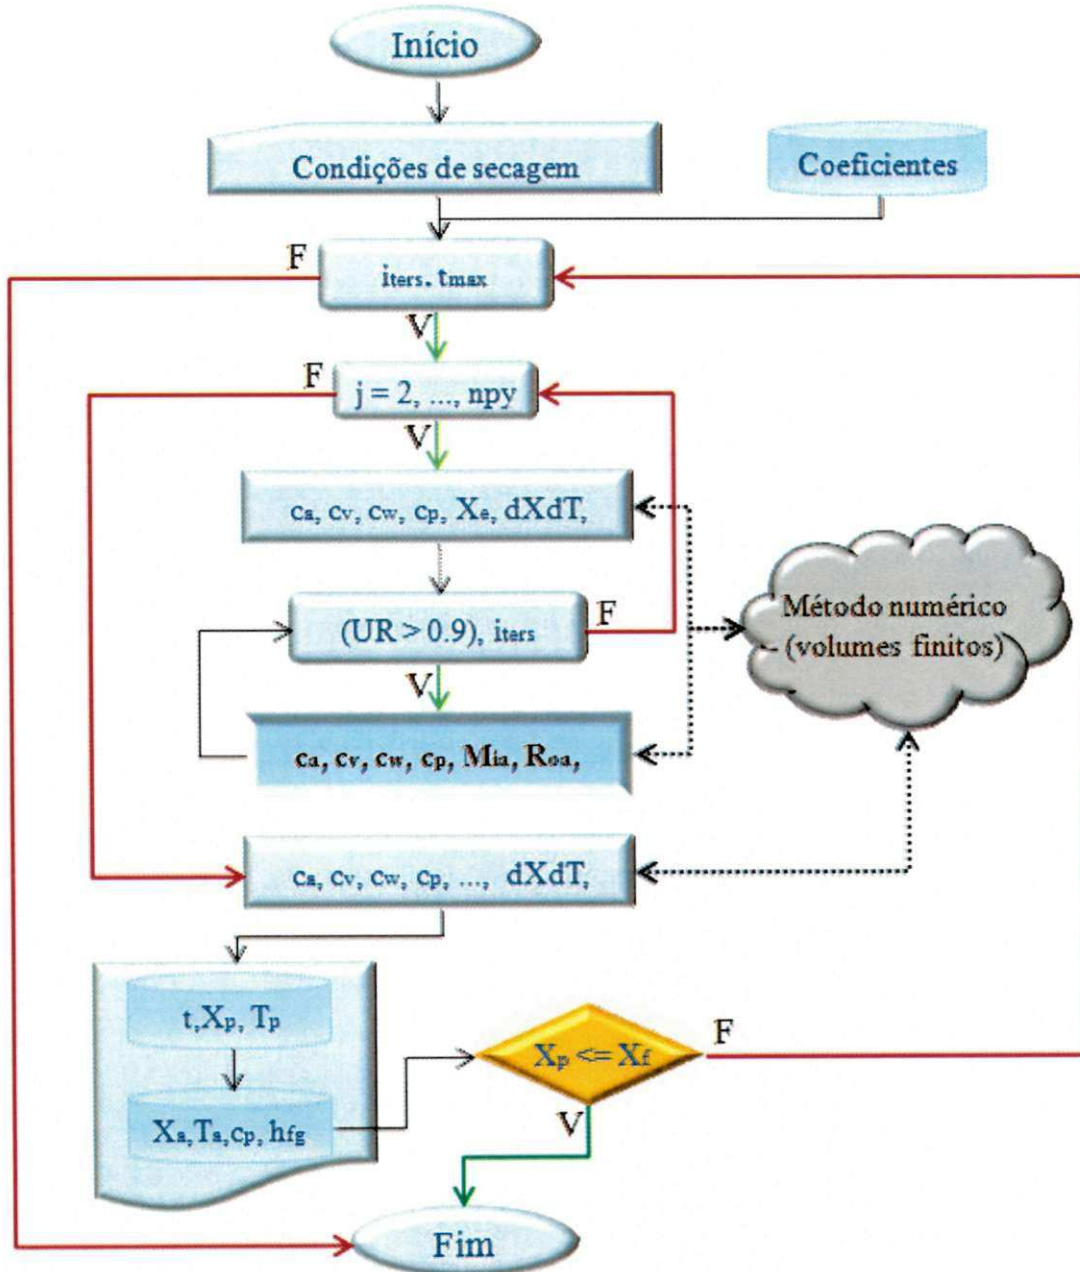 Início
Condições de secagem
Coeficientes
F
iters. tmax
V
F
j = 2, ..., npy
V
ca, cv, cw, cp, Xe, dXdT,
(UR > 0.9), iters
F
Método numérico
– (volumes finitos)
V
ca, cv, cw, cp, Mia, Roa,
ca, cv, cw, cp, ..., dXdT,
t,Xp, Tp
Xp <= Xf
F
Xa,Ta,cp, hfg
V
Fim